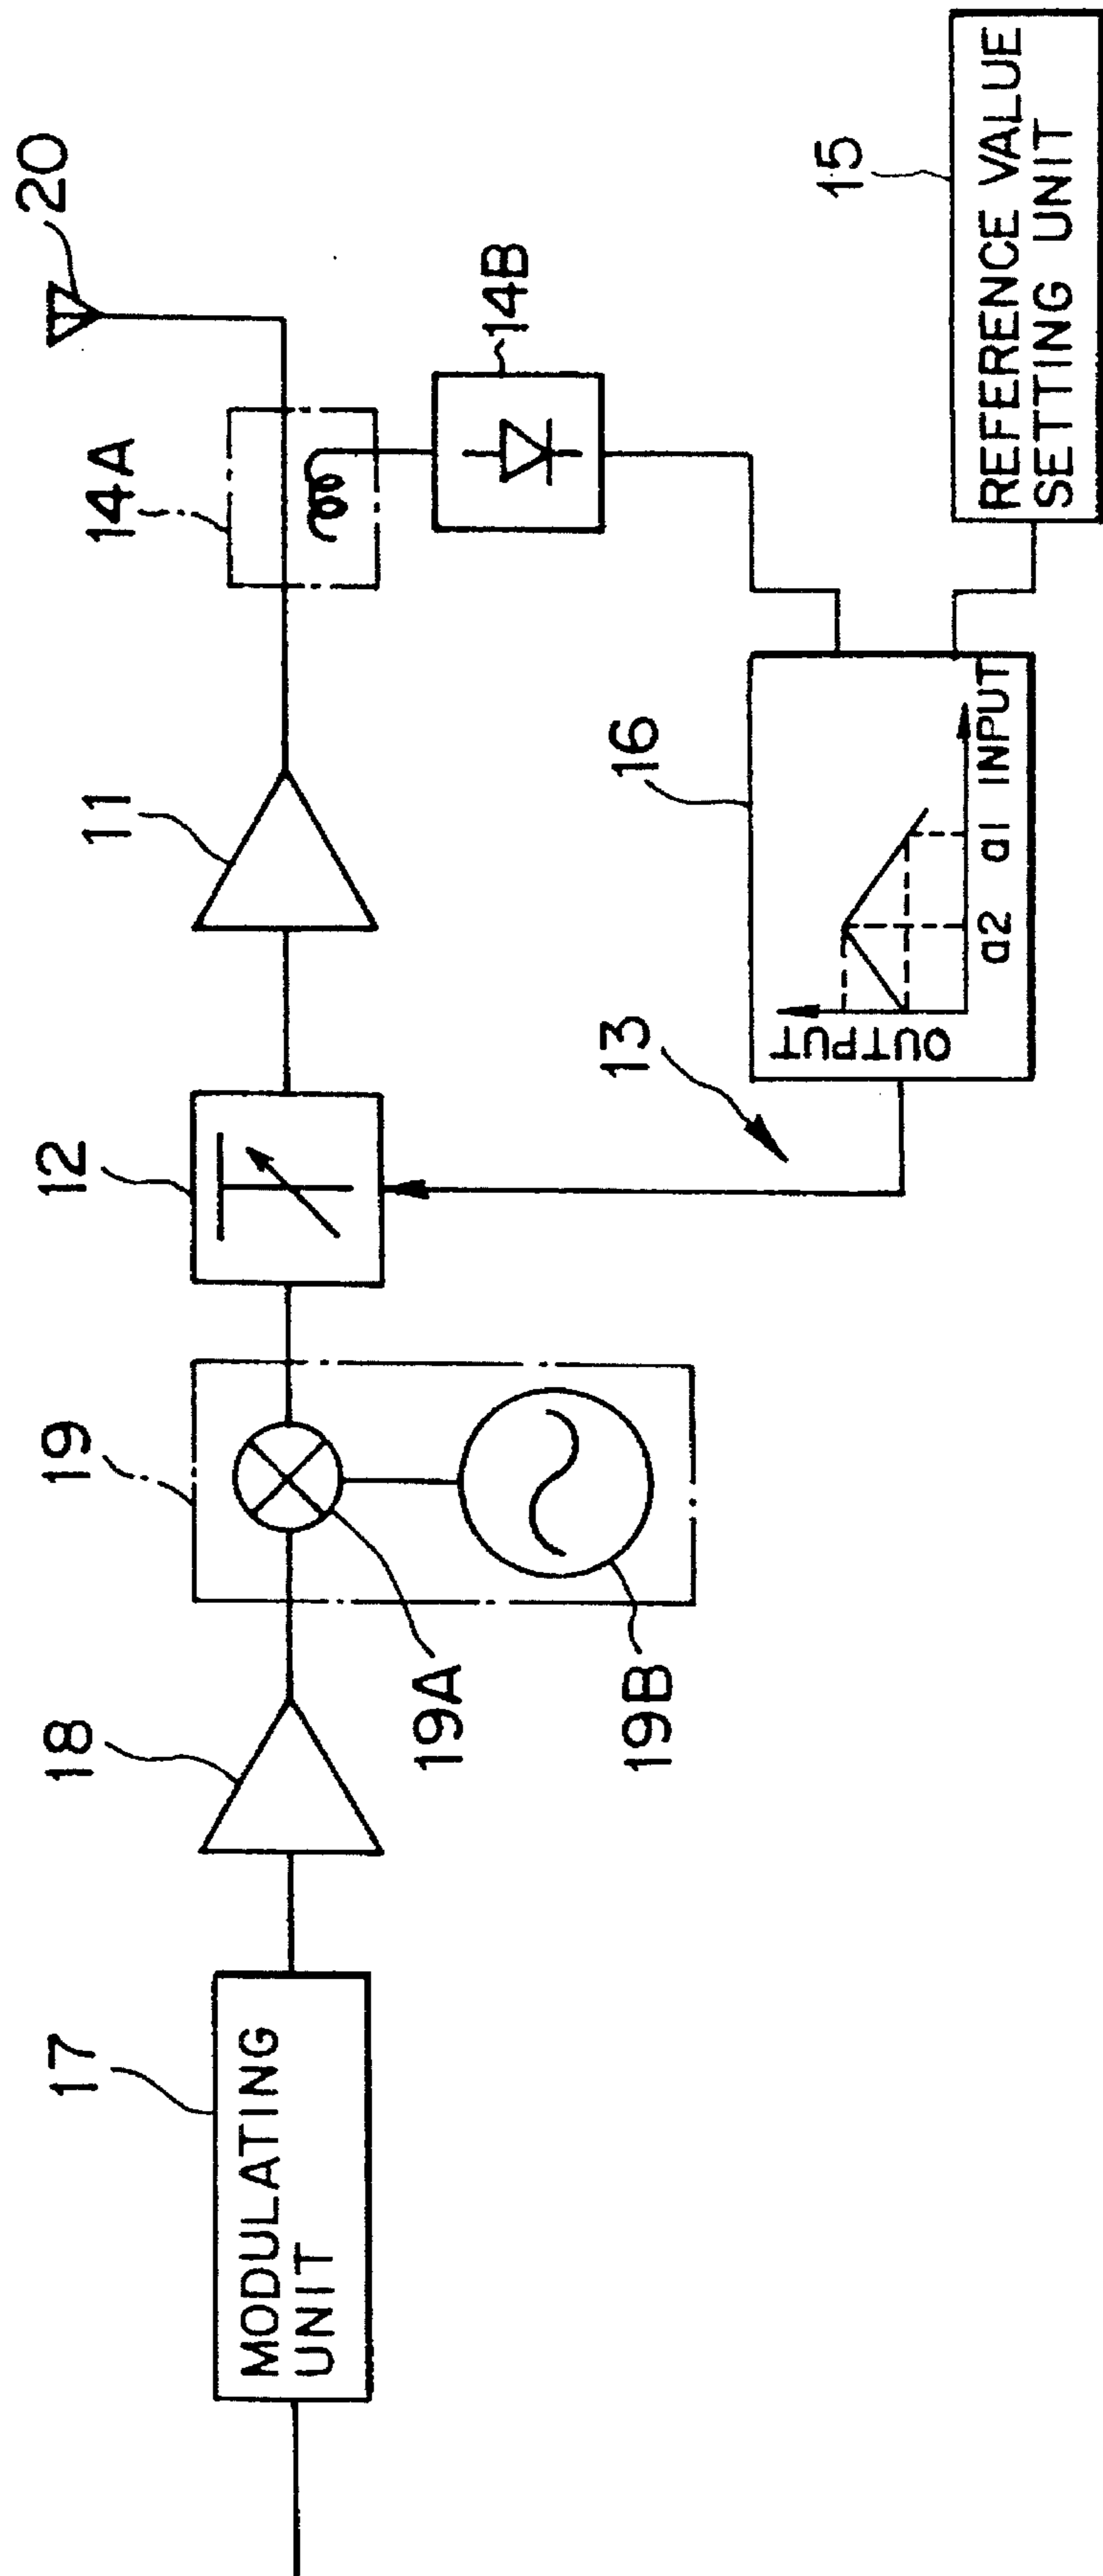 17
18
19
12
11
14A
20
MODULATING
UNIT
19A
19B
14B
13
16
15
OUTPUT
a2
a1
INPUT
REFERENCE VALUE
SETTING UNIT